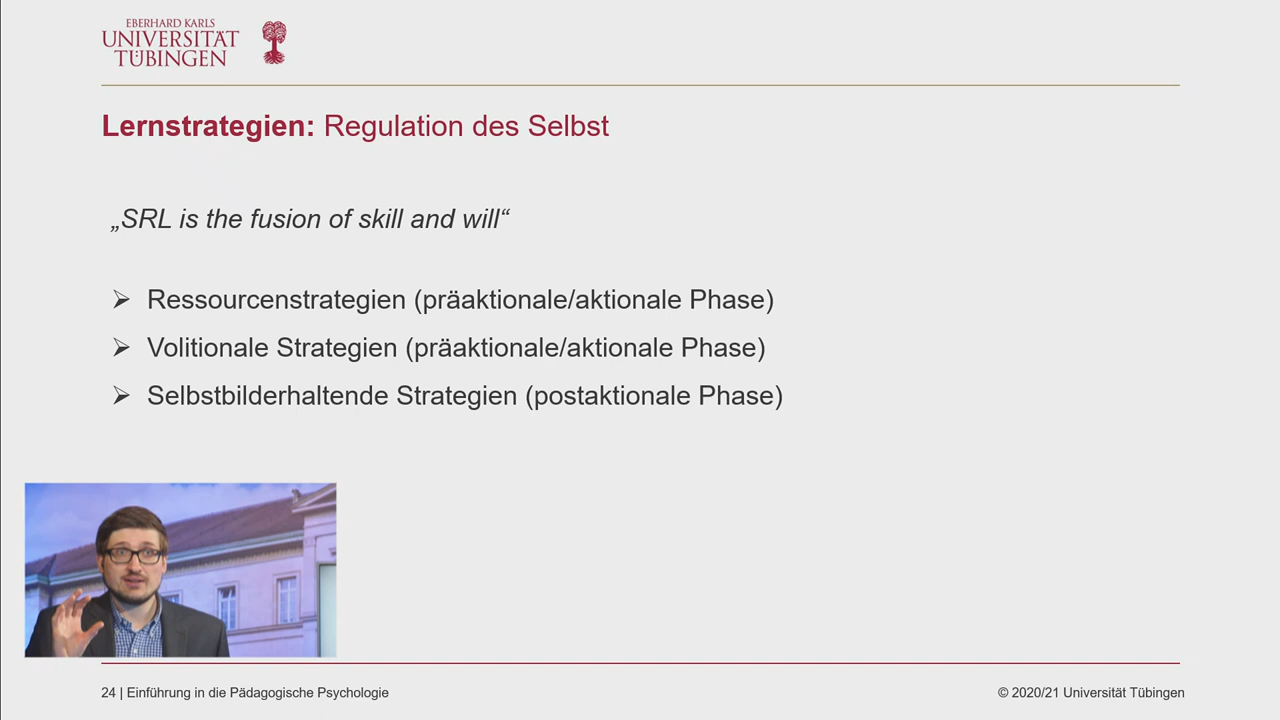 EBERHARD KARLS
UNIVERSITÄT
TÜBINGEN
Lernstrategien: Regulation des Selbst
„SRL is the fusion of skill and will“
➢ Ressourcenstrategien (präaktionale/aktionale Phase)
➢ Volitionale Strategien (präaktionale/aktionale Phase)
➢ Selbstbilderhaltende Strategien (postaktionale Phase)
24 | Einführung in die Pädagogische Psychologie
© 2020/21 Universität Tübingen